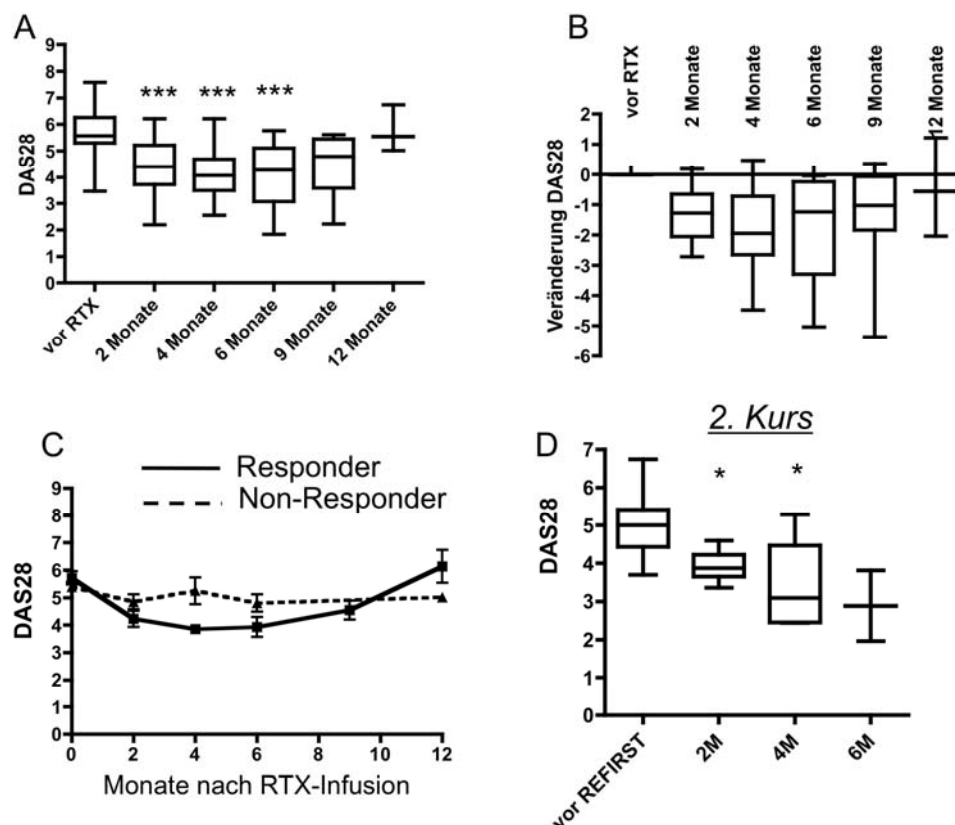 A
DAS28
9
8
7
6
5
4
3
2
1
0
*** *** ***
vor RTX
2 Monate
4 Monate
6 Monate
9 Monate
12 Monate
B
vor RTX
2 Monate
4 Monate
6 Monate
9 Monate
12 Monate
Veränderung DAS28
2
1
0
-1
-2
-3
-4
-5
-6
C
Responder
Non-Responder
DAS28
9
8
7
6
5
4
3
2
1
0
0 2 4 6 8 10 12
Monate nach RTX-Infusion
2. Kurs
D
DAS28
7
6
5
4
3
2
1
0
* *
vor REFIRST
2M
4M
6M